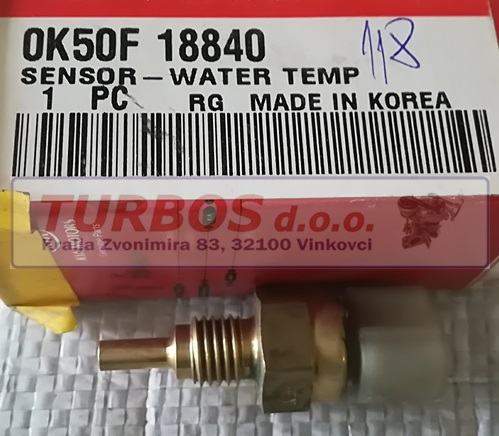 0K50F 18840
118
SENSOR-WATER TEMP
1 PC RG MADE IN KOREA
TURBOS d.o.o.
Kralja Zvonimira 83, 32100 Vinkovci